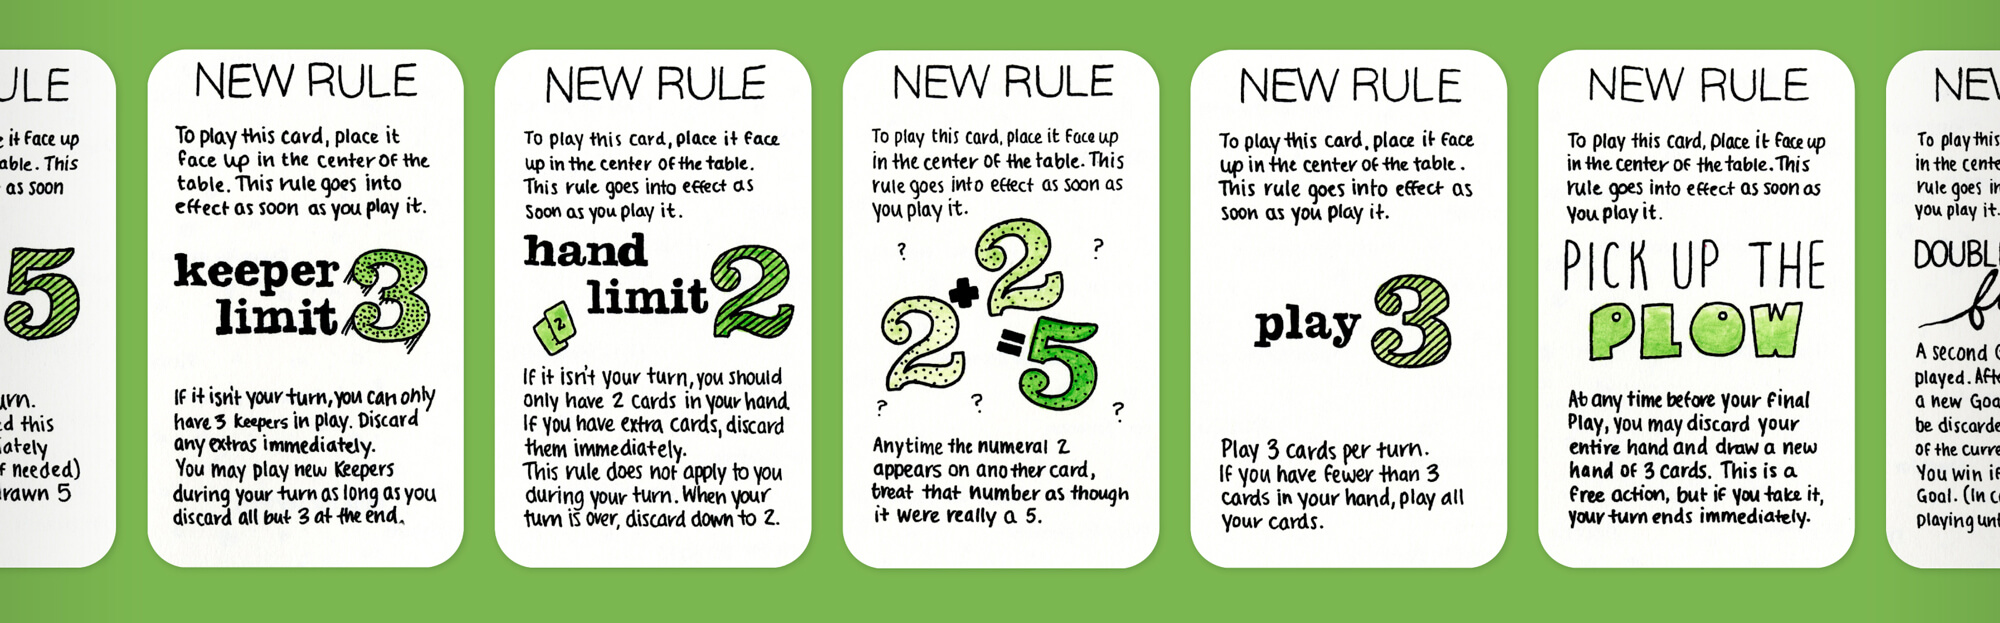 ULE
it face up
able. This
as soon
5
urn.
d this
iately
f needed)
rawn 5
NEW RULE
To play this card, place it
face up in the center of the
table. This rule goes into
effect as soon as you play it.
keeper
limit 3
If it isn't your turn, you can only
have 3 keepers in play. Discard
any extras immediately.
You may play new Keepers
during your turn as long as you
discard all but 3 at the end.
NEW RULE
To play this card, place it face
up in the center of the table.
This rule goes into effect as
soon as you play it.
hand
limit 2
1 2
If it isn't your turn, you should
only have 2 cards in your hand.
If you have extra cards, discard
them immediately.
This rule does not apply to you
during your turn. When your
turn is over, discard down to 2.
NEW RULE
To play this card, place it face up
in the center of the table. This
rule goes into effect as soon as
you play it.
? 2 ?
2 + = 5
? ? ?
Anytime the numeral 2
appears on another card,
treat that number as though
it were really a 5.
NEW RULE
To play this card, place it face
up in the center of the table.
This rule goes into effect as
soon as you play it.
play 3
Play 3 cards per turn.
If you have fewer than 3
cards in your hand, play all
your cards.
NEW RULE
To play this card, place it face up
in the center of the table. This
rule goes into effect as soon as
you play it.
PICK UP THE
PLOW
At any time before your final
Play, you may discard your
entire hand and draw a new
hand of 3 cards. This is a
free action, but if you take it,
your turn ends immediately.
NEW
To play this
in the cente
rule goes in
you play it.
DOUBL
A second G
played. Afte
a new Goa
be discarde
of the curre
You win if
Goal. (In c
playing unt